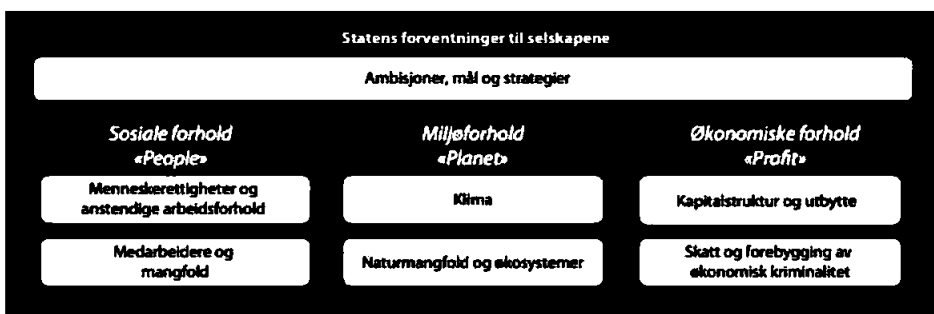 Statens forventninger til selskapene
Ambisjoner, mål og strategier
Sosiale forhold
«People»
Menneskerettigheter og
anstendige arbeidsforhold
Medarbeidere og
mangfold
Miljøforhold
«Planet»
Klima
Naturmangfold og økosystemer
Økonomiske forhold
«Profit»
Kapitalstruktur og utbytte
Skatt og forebygging av
økonomisk kriminalitet